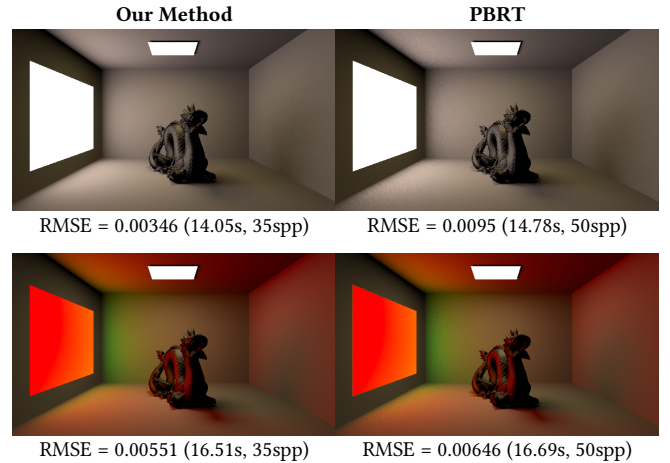 Our Method PBRT
RMSE = 0.00346 (14.05s, 35spp) RMSE = 0.0095 (14.78s, 50spp)
RMSE = 0.00551 (16.51s, 35spp) RMSE = 0.00646 (16.69s, 50spp)